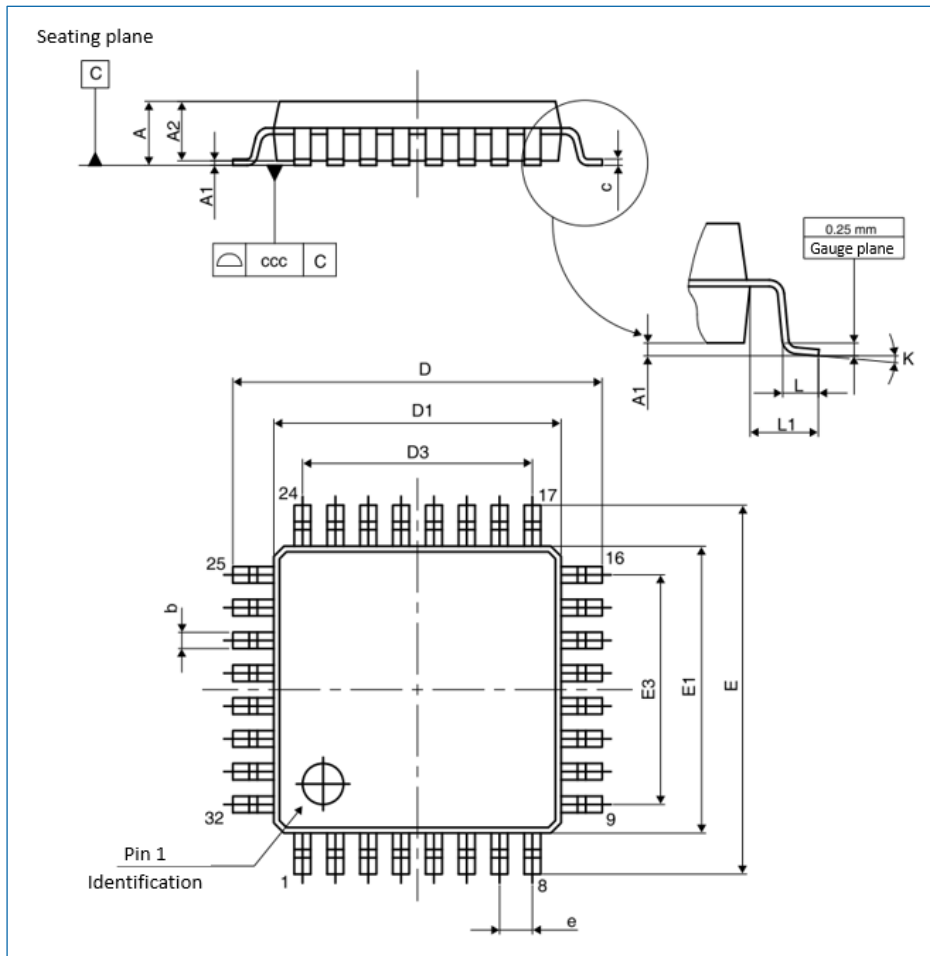 Seating plane
C
A
A2
A1
c
ccc
C
0.25 mm
Gauge plane
K
A1
L
L1
D
D1
D3
24
17
25
16
b
E3
E1
E
32
9
Pin 1
Identification
1
8
e